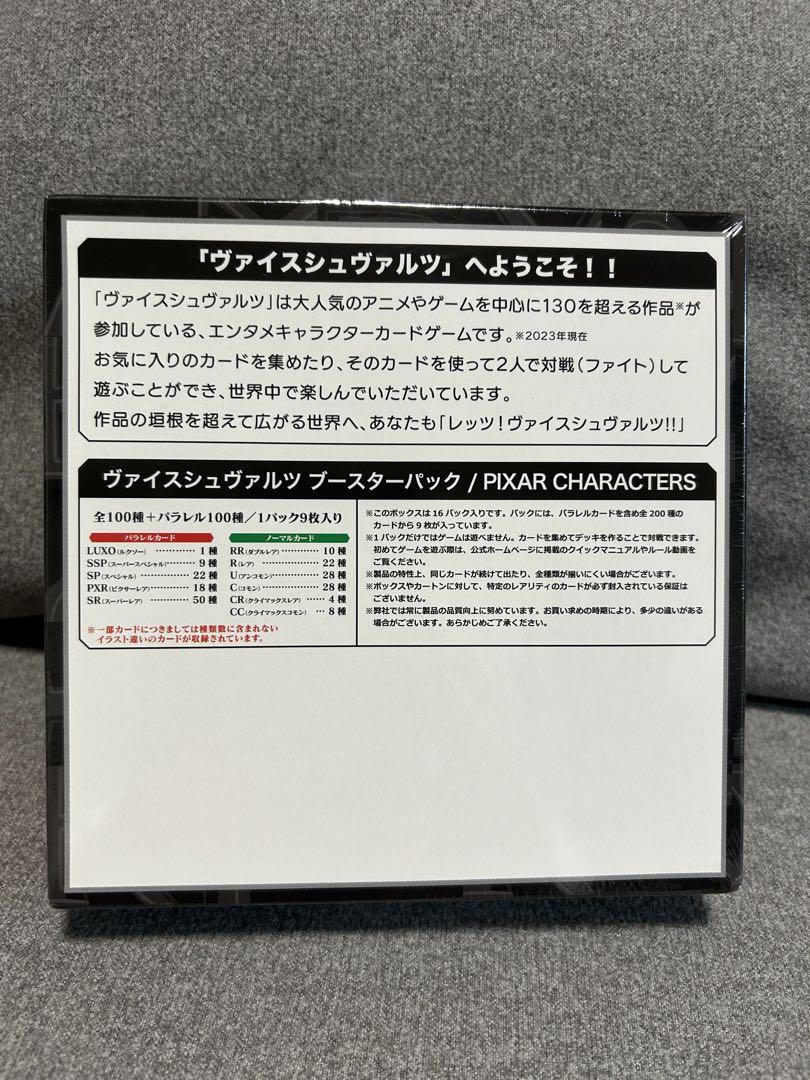 「ヴァイスシュヴァルツ」へようこそ！！
「ヴァイスシュヴァルツ」は大人気のアニメやゲームを中心に130を超える作品※が
参加している、エンタメキャラクターカードゲームです。※2023年現在
お気に入りのカードを集めたり、そのカードを使って2人で対戦（ファイト）して
遊ぶことができ、世界中で楽しんでいただいています。
作品の垣根を超えて広がる世界へ、あなたも「レッツ！ヴァイスシュヴァルツ!!」
ヴァイスシュヴァルツ ブースターパック / PIXAR CHARACTERS
全100種＋パラレル100種／1パック9枚入り
パラレルカード
LUXO（ルクソー）………… 1種
SSP（スーパースペシャル）…… 9種
SP（スペシャル）………… 22種
PXR（ピクサーレア）……… 18種
SR（スーパーレア）……… 50種
ノーマルカード
RR（ダブルレア）………… 10種
R（レア）………… 22種
U（アンコモン）………… 28種
C（コモン）………… 28種
CR（クライマックスレア）…… 4種
CC（クライマックスコモン）… 8種
※一部カードにつきましては種類数に含まれない
イラスト違いのカードが収録されています。
※このボックスは16パック入りです。パックには、パラレルカードを含め全200種の
カードから9枚が入っています。
※1パックだけではゲームは遊べません。カードを集めてデッキを作ることで対戦できます。
初めてゲームを遊ぶ際は、公式ホームページに掲載のクイックマニュアルやルール動画を
ご覧ください。
※製品の特性上、同じカードが続けて出たり、全種類が揃いにくい場合がございます。
※ボックスやカートンに対して、特定のレアリティのカードが必ず封入されている保証は
ございません。
※弊社では常に製品の品質向上に努めています。お買い求めの時期により、多少の違いがある
場合がございます。あらかじめご了承ください。